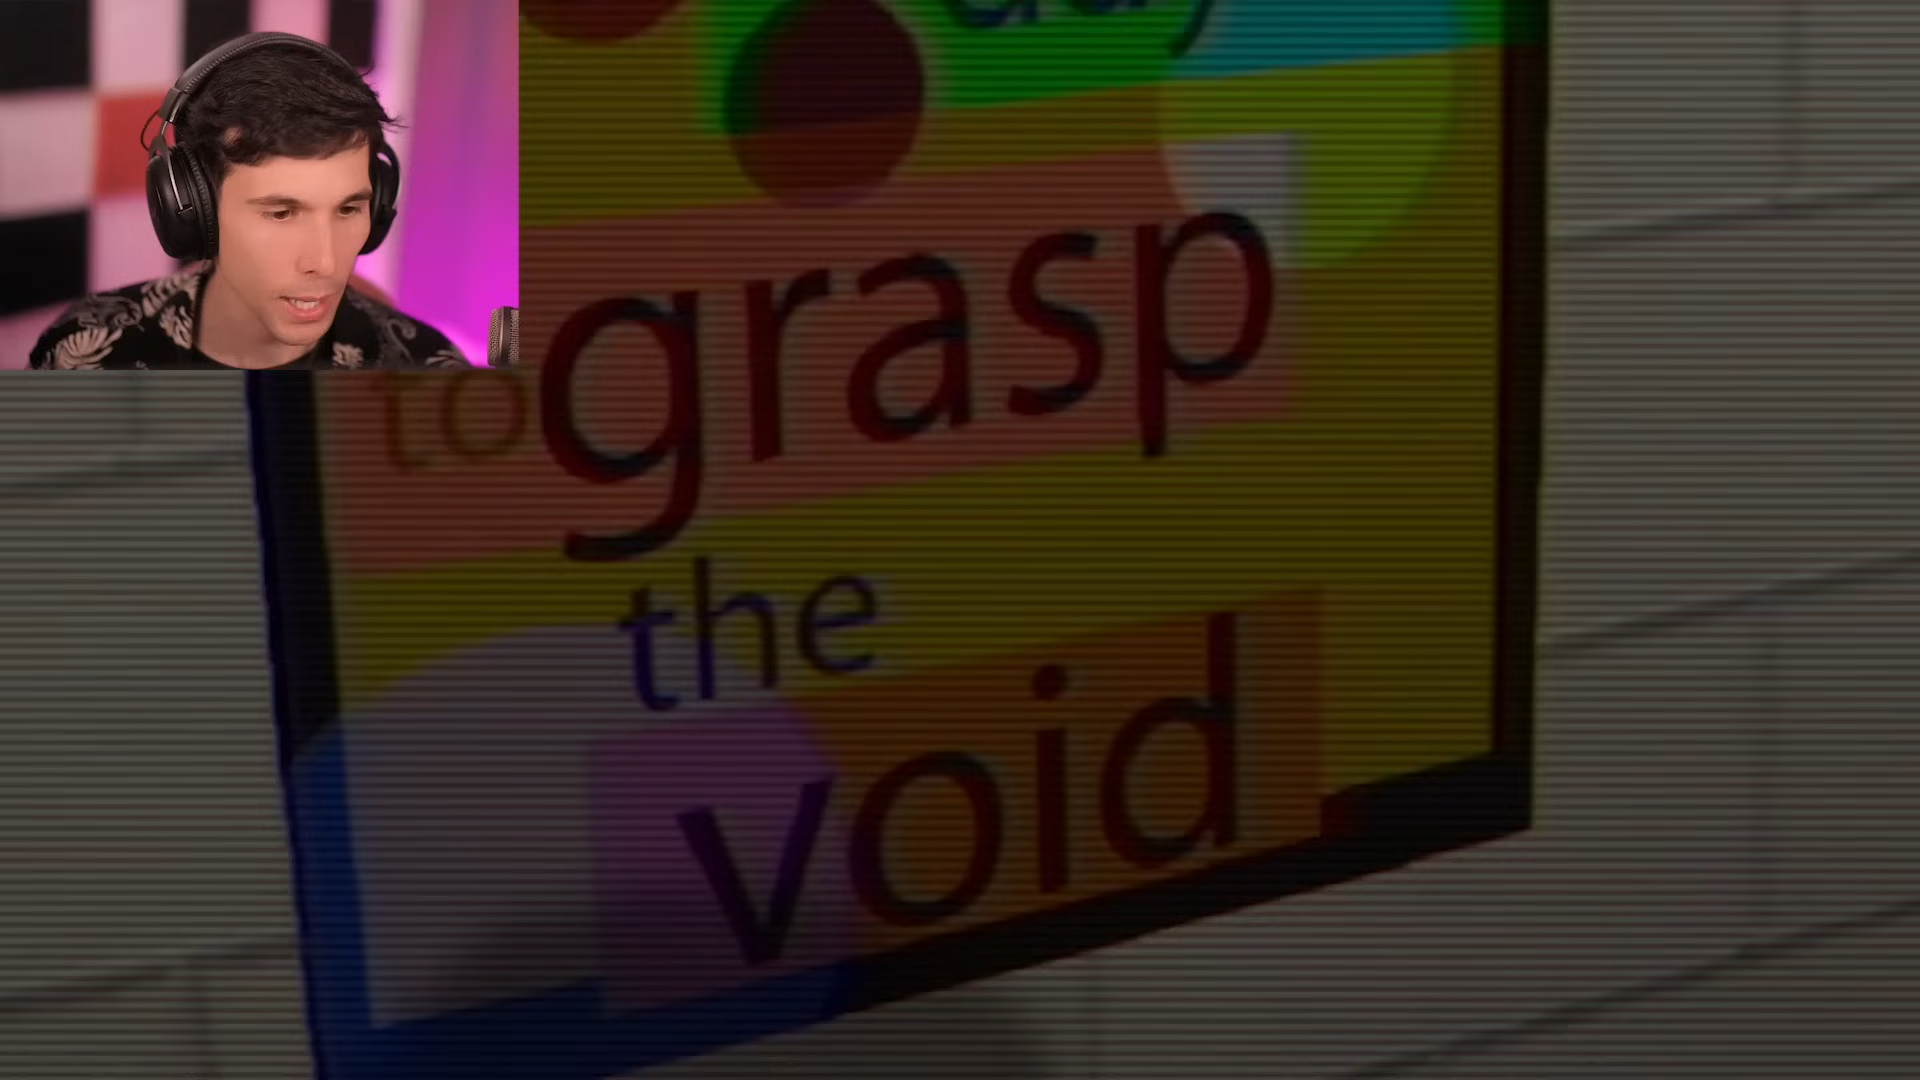 to grasp
the
void